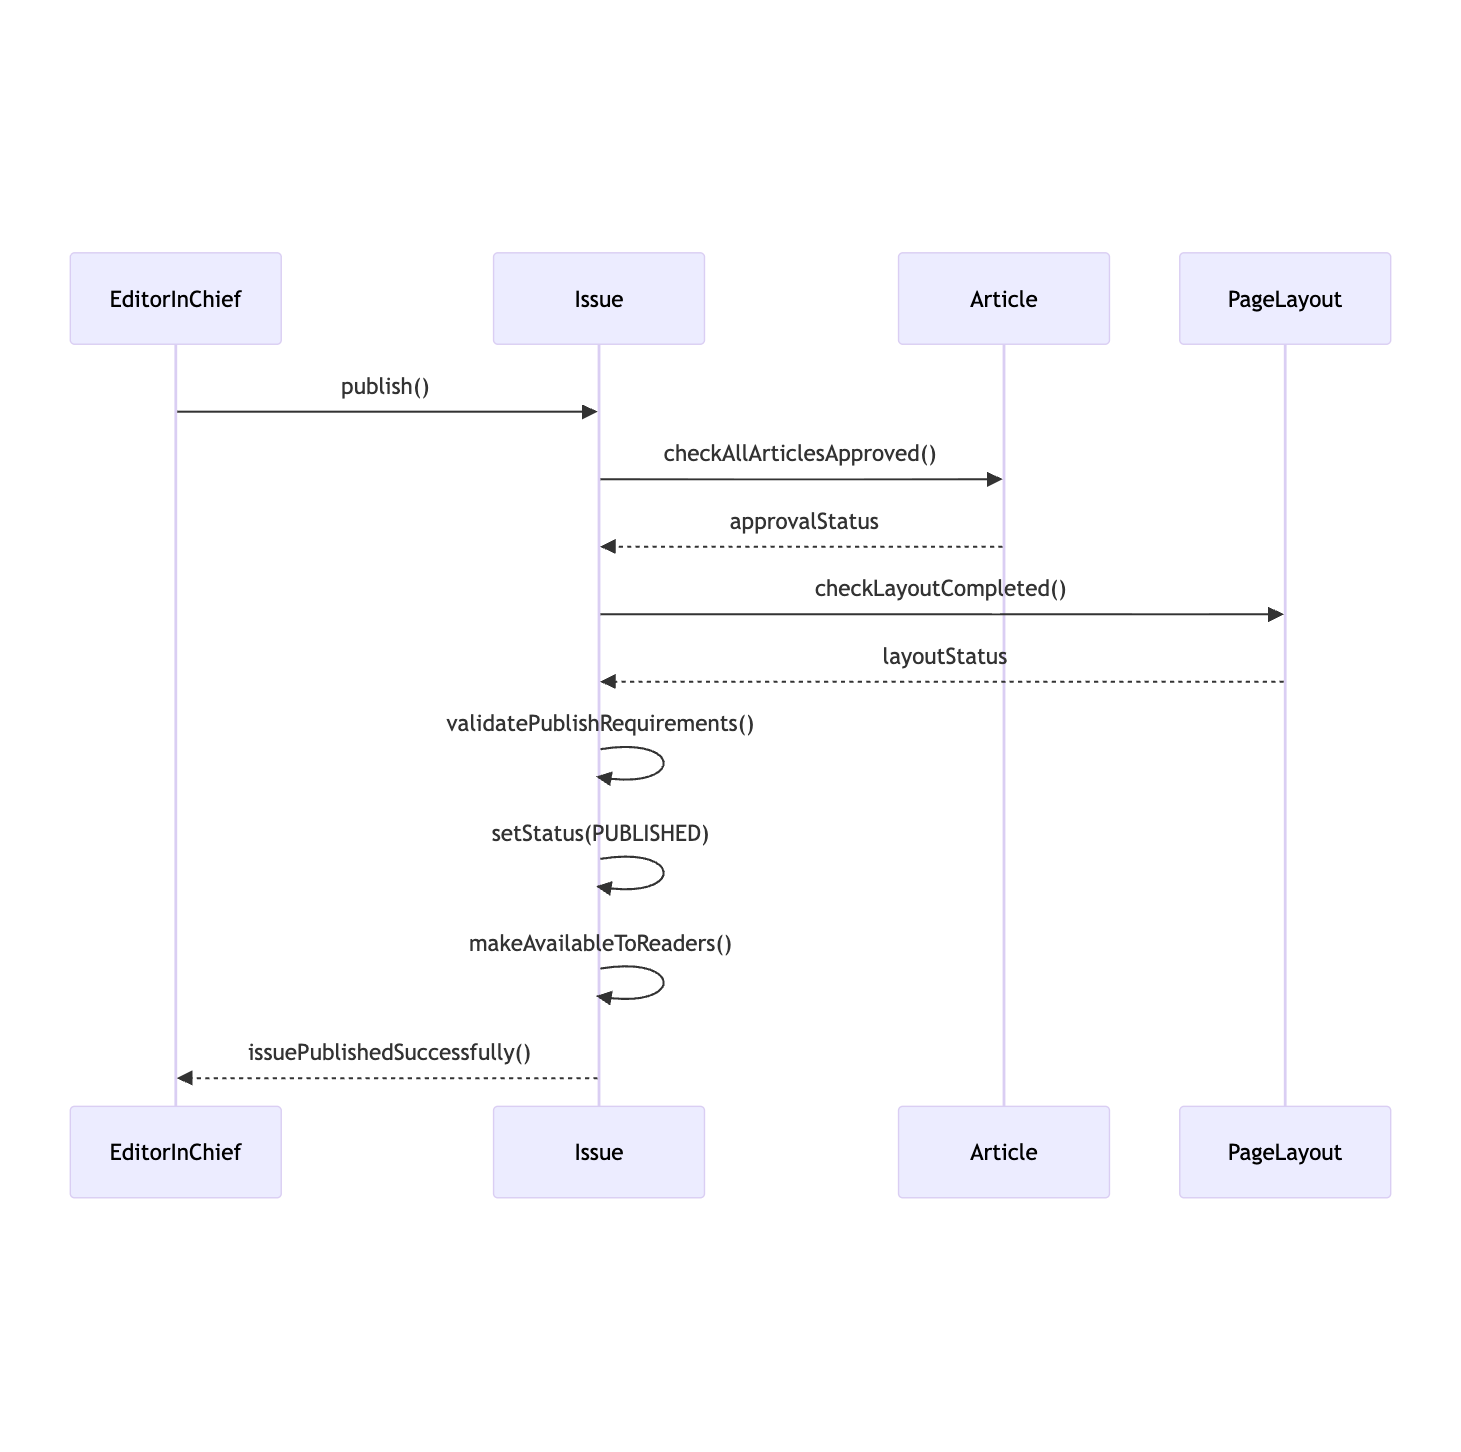 EditorInChief
Issue
Article
PageLayout
publish()
checkAllArticlesApproved()
approvalStatus
checkLayoutCompleted()
layoutStatus
validatePublishRequirements()
setStatus(PUBLISHED)
makeAvailableToReaders()
issuePublishedSuccessfully()
EditorInChief
Issue
Article
PageLayout